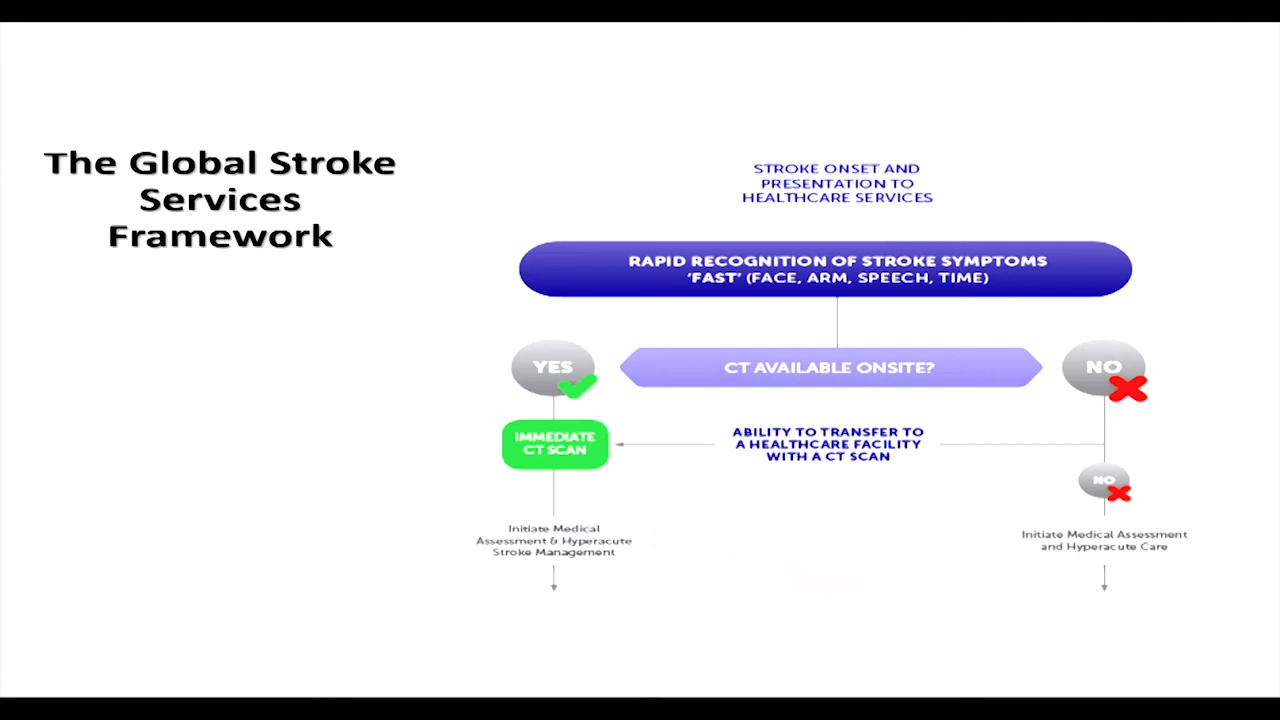 The Global Stroke
Services
Framework
STROKE ONSET AND
PRESENTATION TO
HEALTHCARE SERVICES
RAPID RECOGNITION OF STROKE SYMPTOMS
‘FAST’ (FACE, ARM, SPEECH, TIME)
YES
CT AVAILABLE ONSITE?
NO
IMMEDIATE
CT SCAN
ABILITY TO TRANSFER TO
A HEALTHCARE FACILITY
WITH A CT SCAN
NO
Initiate Medical
Assessment & Hyperacute
Stroke Management
Initiate Medical Assessment
and Hyperacute Care